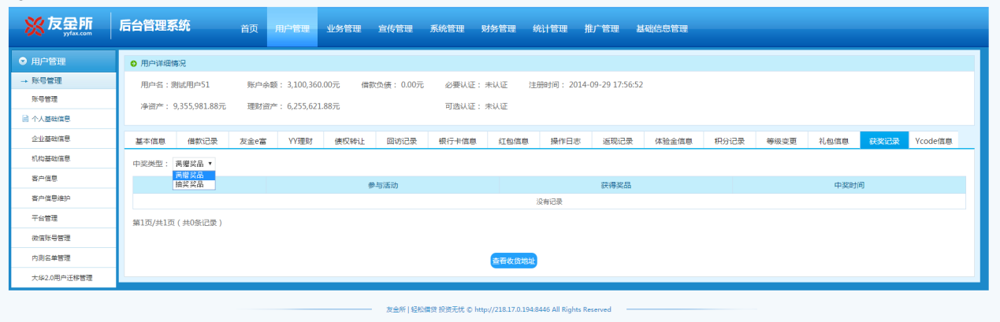 友金所 yyfax.com 后台管理系统 首页 用户管理 业务管理 宣传管理 系统管理 财务管理 统计管理 推广管理 基础信息管理
用户管理
账号管理
账号管理
个人基础信息
企业基础信息
机构基础信息
客户信息
客户信息维护
平台管理
微信账号管理
内测名单管理
大华2.0用户迁移管理
用户详细情况
用户名：测试用户51 账户余额：3,100,360.00元 借款负债：0.00元 必要认证：未认证 注册时间：2014-09-29 17:56:52
净资产：9,355,981.88元 理财资产：6,255,621.88元 可选认证：未认证
基本信息 借款记录 友金e富 YY理财 债权转让 回访记录 银行卡信息 红包信息 操作日志 返现记录 体验金信息 积分记录 等级变更 礼包信息 获奖记录 Ycode信息
中奖类型： 满赠奖品
满赠奖品
抽奖奖品
参与活动 获得奖品 中奖时间
没有记录
第1页/共1页（共0条记录）
查看收货地址
友金所 | 轻松借贷 投资无忧 © http://218.17.0.194:8446 All Rights Reserved